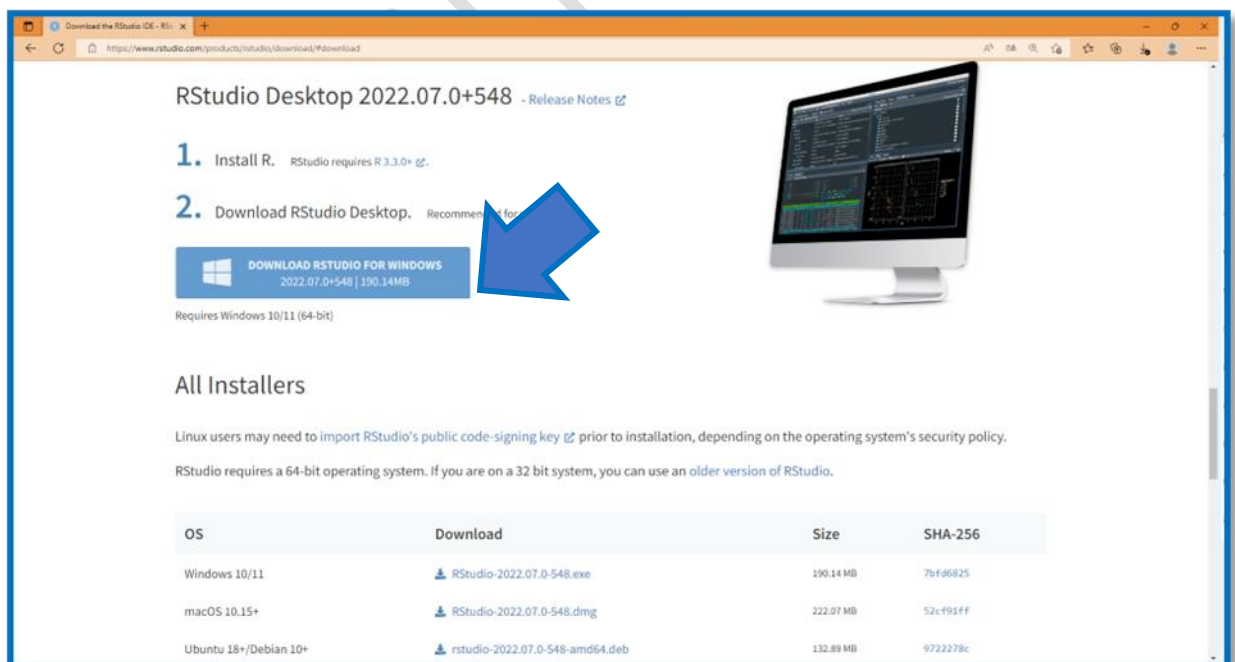 Download the RStudio IDE - RSt
https://www.rstudio.com/products/rstudio/download/#download
RStudio Desktop 2022.07.0+548 - Release Notes
1. Install R. RStudio requires R 3.3.0+.
2. Download RStudio Desktop. Recommended for
DOWNLOAD RSTUDIO FOR WINDOWS
2022.07.0+548 | 190.14MB
Requires Windows 10/11 (64-bit)
All Installers
Linux users may need to import RStudio's public code-signing key prior to installation, depending on the operating system's security policy.
RStudio requires a 64-bit operating system. If you are on a 32 bit system, you can use an older version of RStudio.
OS Download Size SHA-256
Windows 10/11 RStudio-2022.07.0-548.exe 190.14 MB 7bfd6825
macOS 10.15+ RStudio-2022.07.0-548.dmg 222.07 MB 52cf91ff
Ubuntu 18+/Debian 10+ rstudio-2022.07.0-548-amd64.deb 132.89 MB 9722278c